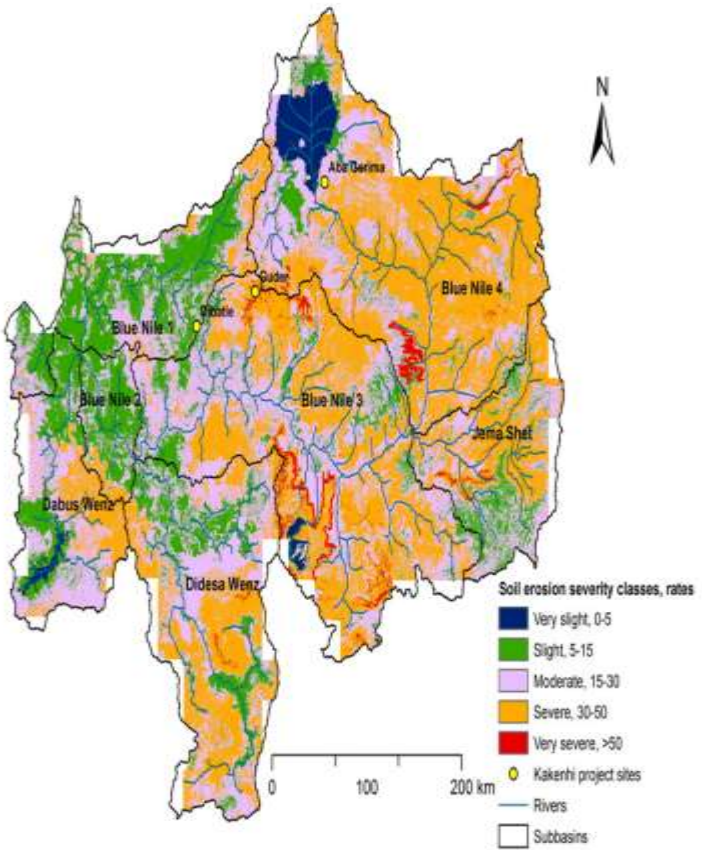 N
Aba Gerima
Guder
Blue Nile 4
Dibatie
Blue Nile 1
Blue Nile 2
Blue Nile 3
Jema Shet
Dabus Wenz
Didesa Wenz
Soil erosion severity classes, rates
Very slight, 0-5
Slight, 5-15
Moderate, 15-30
Severe, 30-50
Very severe, >50
Kakenhi project sites
0 100 200 km
Rivers
Subbasins